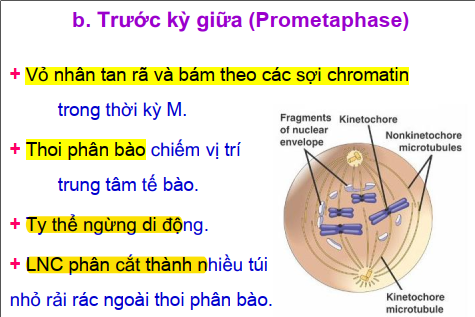 b. Trước kỳ giữa (Prometaphase)
+ Vỏ nhân tan rã và bám theo các sợi chromatin
trong thời kỳ M.
+ Thoi phân bào chiếm vị trí
trung tâm tế bào.
+ Ty thể ngừng di động.
+ LNC phân cắt thành nhiều túi
nhỏ rải rác ngoài thoi phân bào.
Fragments
of nuclear
envelope
Kinetochore
Nonkinetochore
microtubules
Kinetochore
microtubule